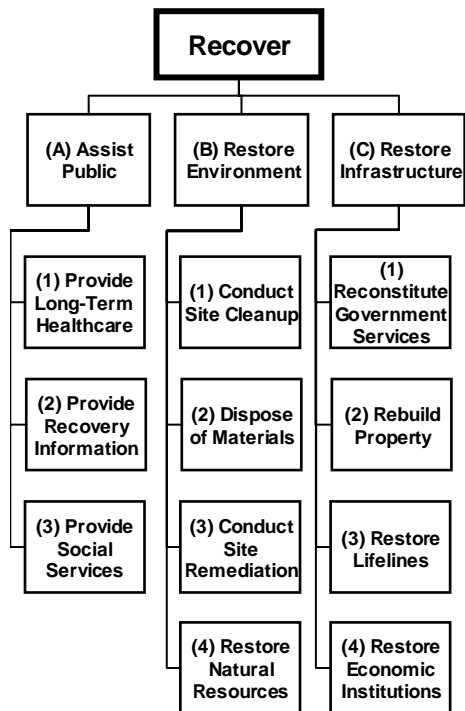 Recover
(A) Assist
Public
(B) Restore
Environment
(C) Restore
Infrastructure
(1) Provide
Long-Term
Healthcare
(2) Provide
Recovery
Information
(3) Provide
Social
Services
(1) Conduct
Site Cleanup
(2) Dispose
of Materials
(3) Conduct
Site
Remediation
(4) Restore
Natural
Resources
(1)
Reconstitute
Government
Services
(2) Rebuild
Property
(3) Restore
Lifelines
(4) Restore
Economic
Institutions